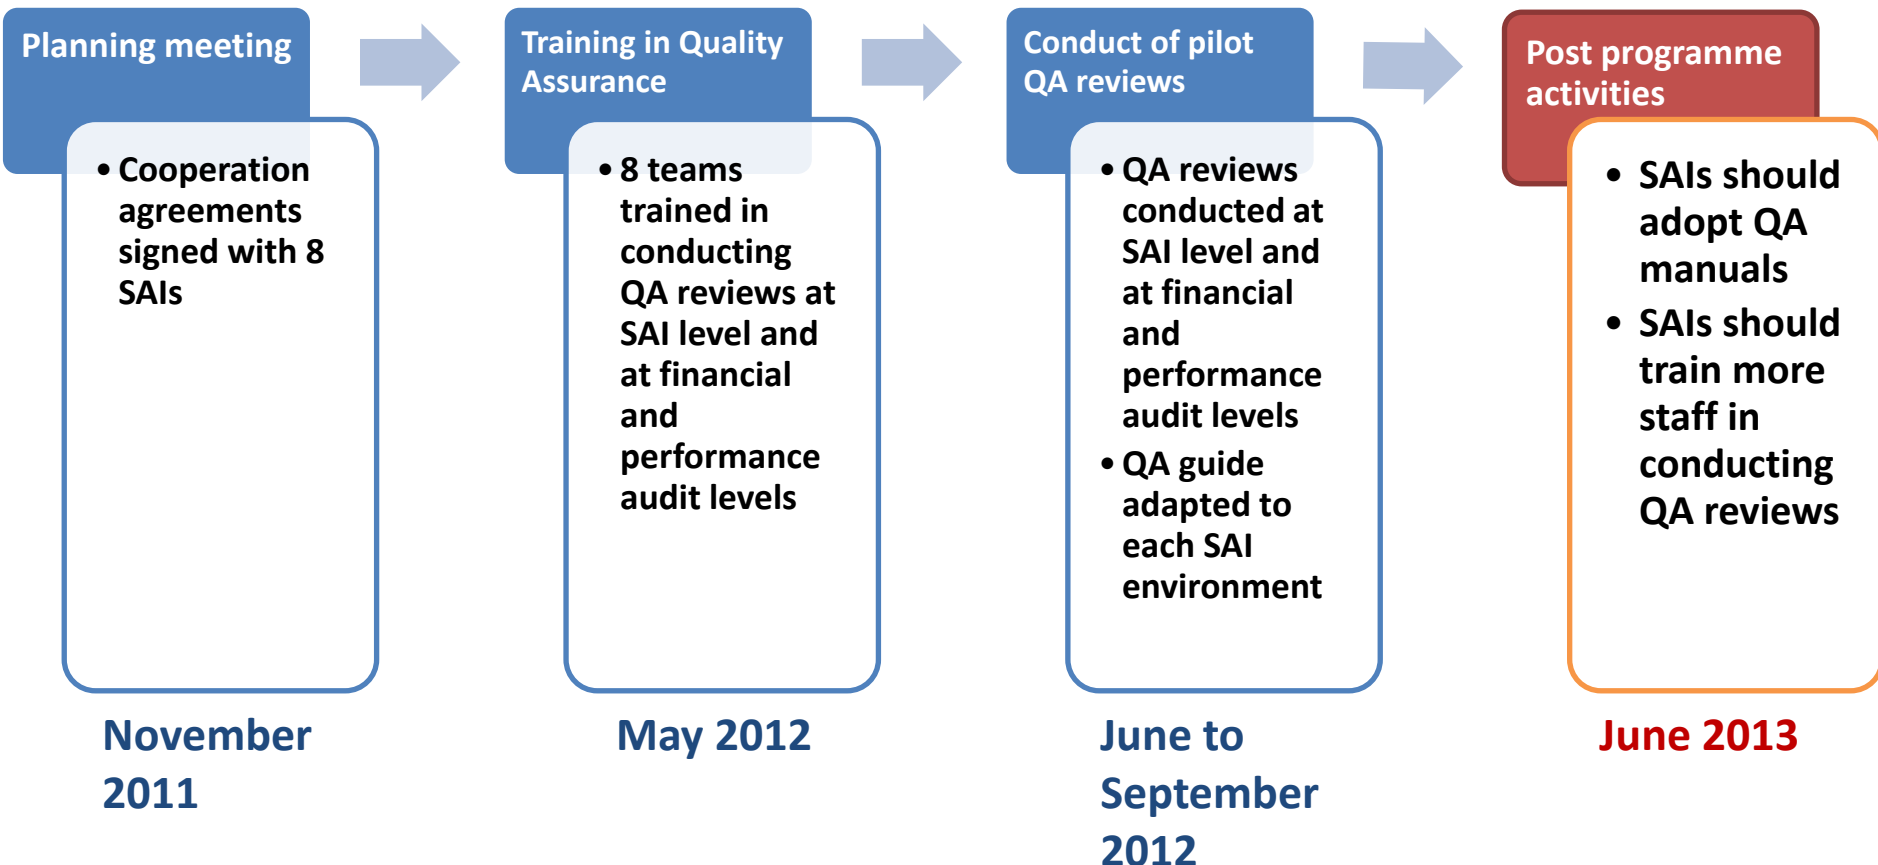 Planning meeting
• Cooperation
agreements
signed with 8
SAIs
November
2011
Training in Quality
Assurance
• 8 teams
trained in
conducting
QA reviews at
SAI level and
at financial
and
performance
audit levels
May 2012
Conduct of pilot
QA reviews
• QA reviews
conducted at
SAI level and
at financial
and
performance
audit levels
• QA guide
adapted to
each SAI
environment
June to
September
2012
Post programme
activities
• SAIs should
adopt QA
manuals
• SAIs should
train more
staff in
conducting
QA reviews
June 2013